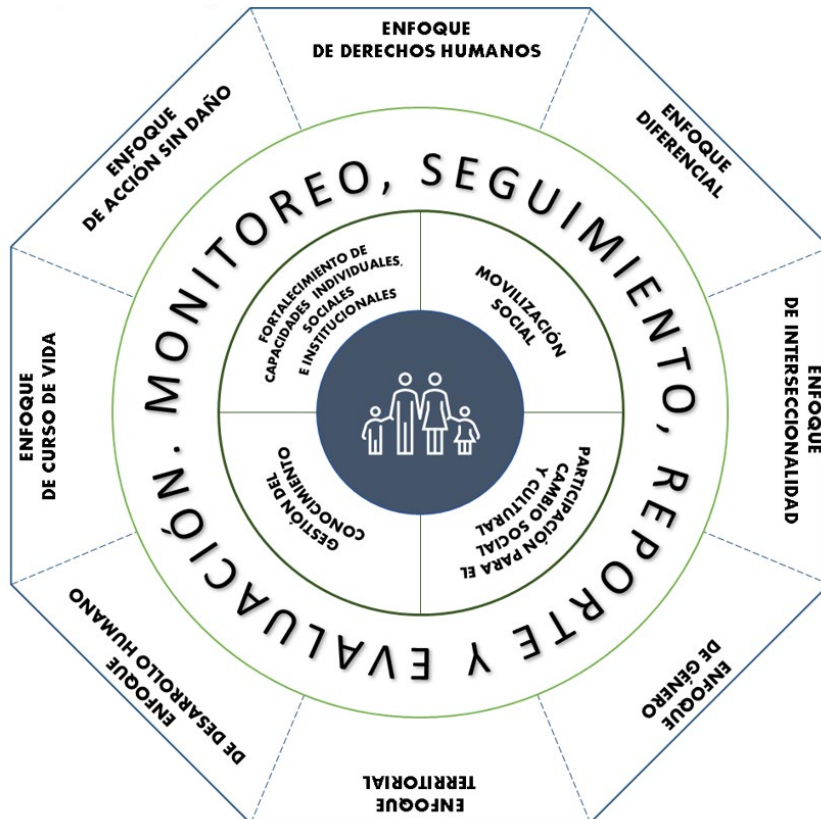 ENFOQUE
DE DERECHOS HUMANOS
ENFOQUE
DIFERENCIAL
ENFOQUE
DE INTERSECCIONALIDAD
ENFOQUE
DE GÉNERO
ENFOQUE
TERRITORIAL
ENFOQUE
DE DESARROLLO HUMANO
ENFOQUE
DE CURSO DE VIDA
ENFOQUE
DE ACCIÓN SIN DAÑO
MONITOREO, SEGUIMIENTO, REPORTE Y EVALUACIÓN.
FORTALECIMIENTO DE
CAPACIDADES INDIVIDUALES,
SOCIALES
E INSTITUCIONALES
MOVILIZACIÓN
SOCIAL
PARTICIPACIÓN PARA EL
CAMBIO SOCIAL
Y CULTURAL
GESTIÓN DEL
CONOCIMIENTO